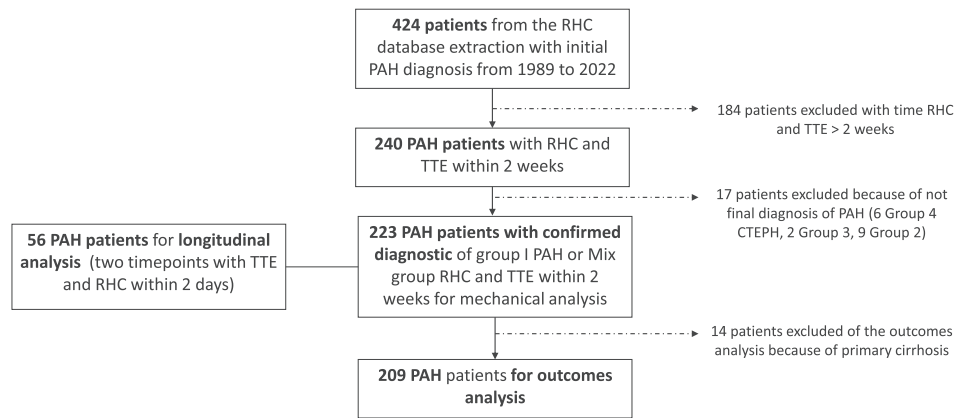 424 patients from the RHC
database extraction with initial
PAH diagnosis from 1989 to 2022
184 patients excluded with time RHC
and TTE > 2 weeks
240 PAH patients with RHC and
TTE within 2 weeks
17 patients excluded because of not
final diagnosis of PAH (6 Group 4
CTEPH, 2 Group 3, 9 Group 2)
56 PAH patients for longitudinal
analysis (two timepoints with TTE
and RHC within 2 days)
223 PAH patients with confirmed
diagnostic of group I PAH or Mix
group RHC and TTE within 2
weeks for mechanical analysis
14 patients excluded of the outcomes
analysis because of primary cirrhosis
209 PAH patients for outcomes
analysis